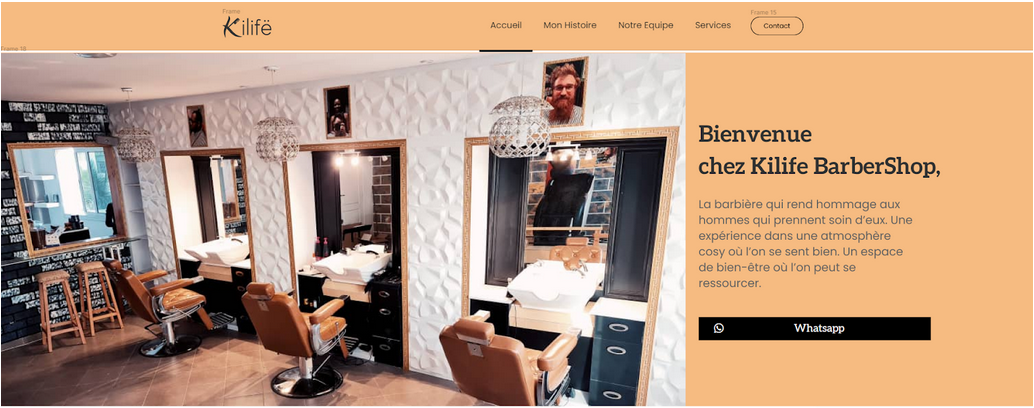 Frame
Kilifë
Accueil
Mon Histoire
Notre Equipe
Services
Frame 15
Contact
Frame 18
Bienvenue
chez Kilife BarberShop,
La barbière qui rend hommage aux
hommes qui prennent soin d'eux. Une
expérience dans une atmosphère
cosy où l'on se sent bien. Un espace
de bien-être où l'on peut se
ressourcer.
Whatsapp